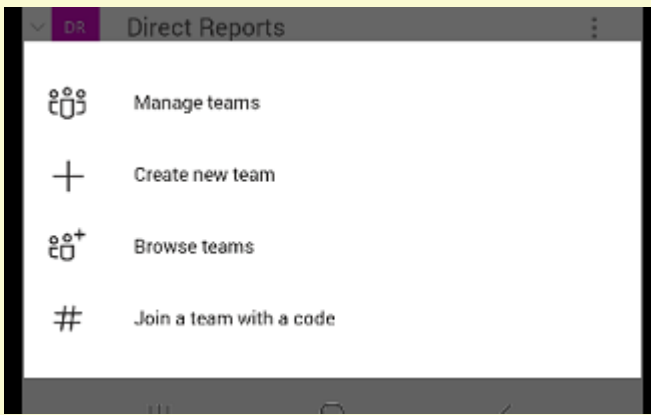 DR Direct Reports
Manage teams
Create new team
Browse teams
# Join a team with a code